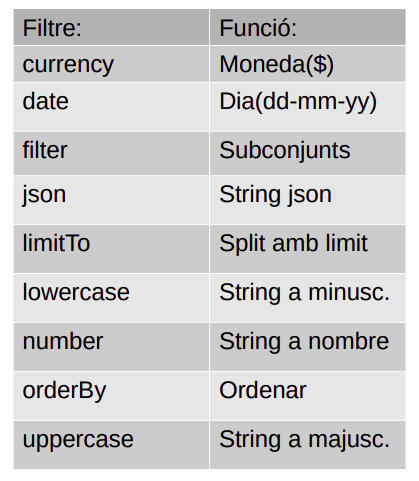 Filtre: Funció:
currency Moneda($)
date Dia(dd-mm-yy)
filter Subconjunts
json String json
limitTo Split amb limit
lowercase String a minusc.
number String a nombre
orderBy Ordenar
uppercase String a majusc.